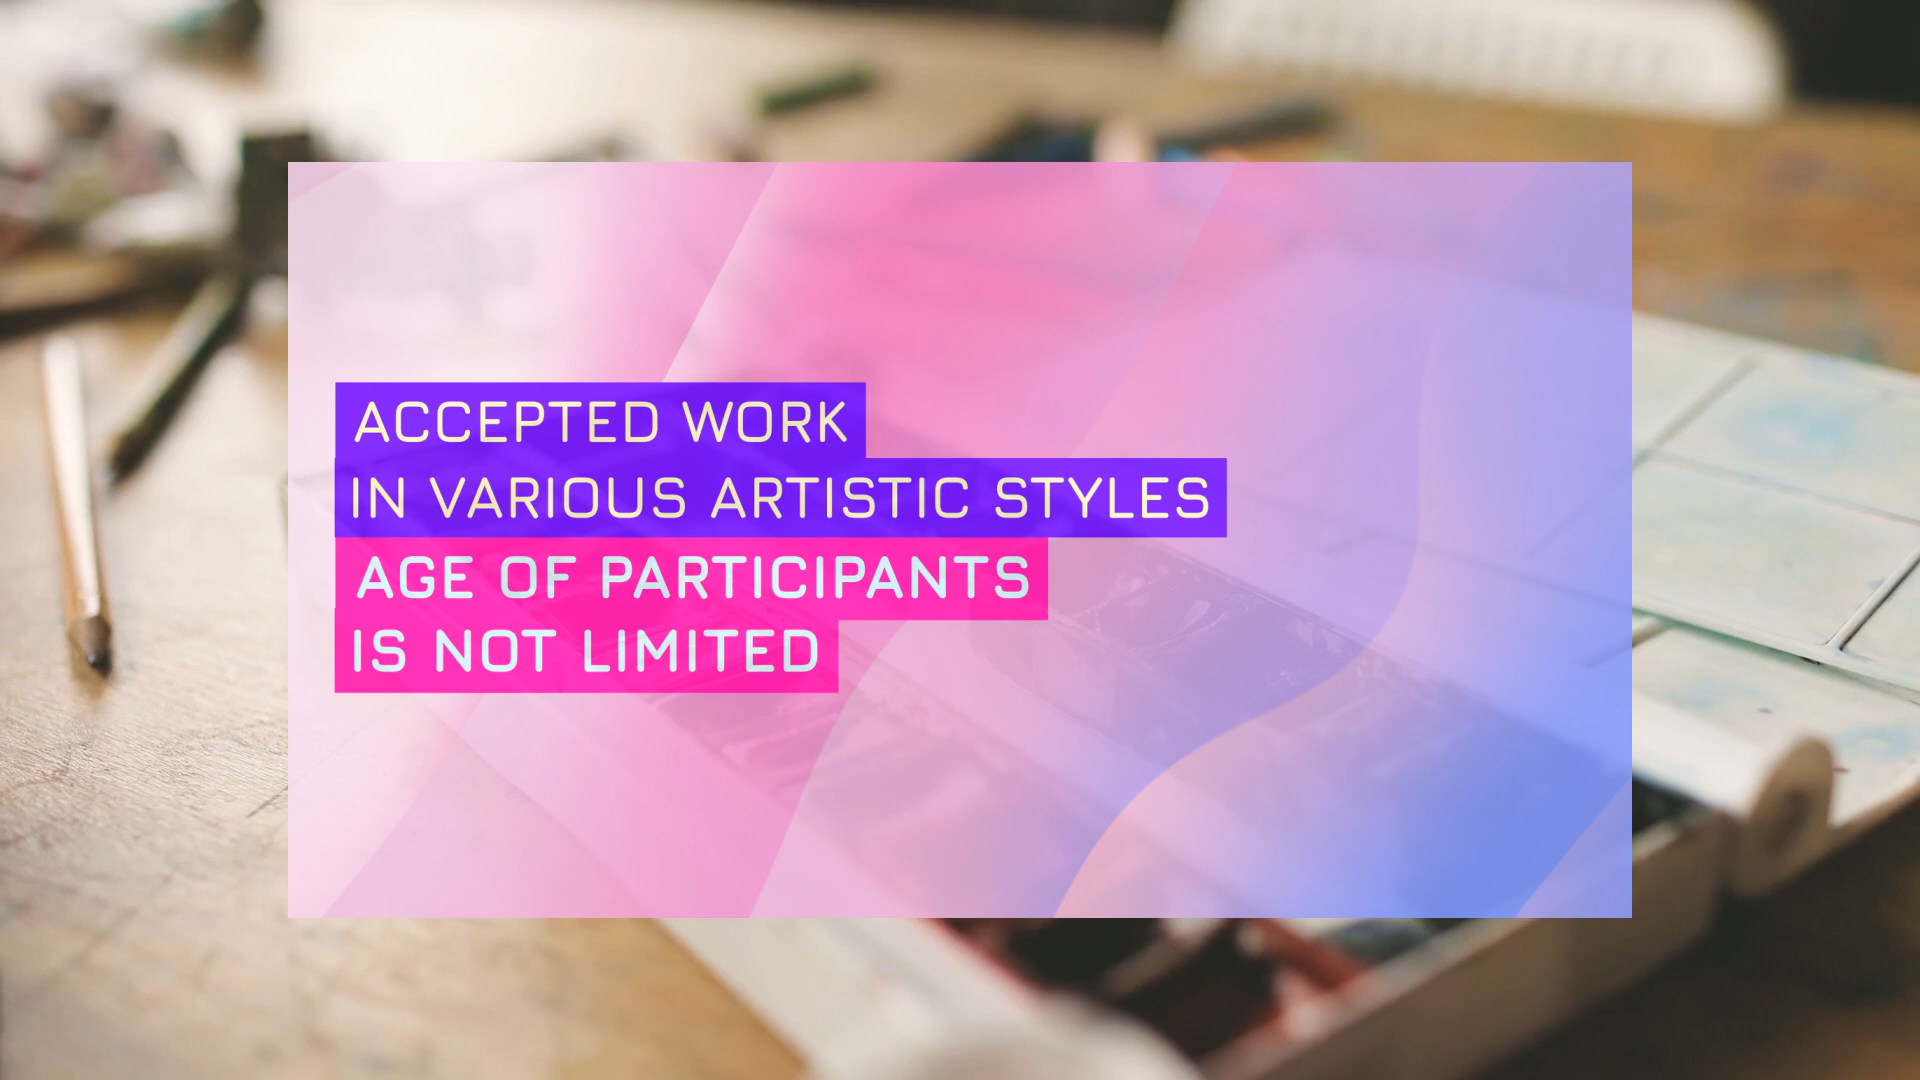 ACCEPTED WORK
IN VARIOUS ARTISTIC STYLES
AGE OF PARTICIPANTS
IS NOT LIMITED